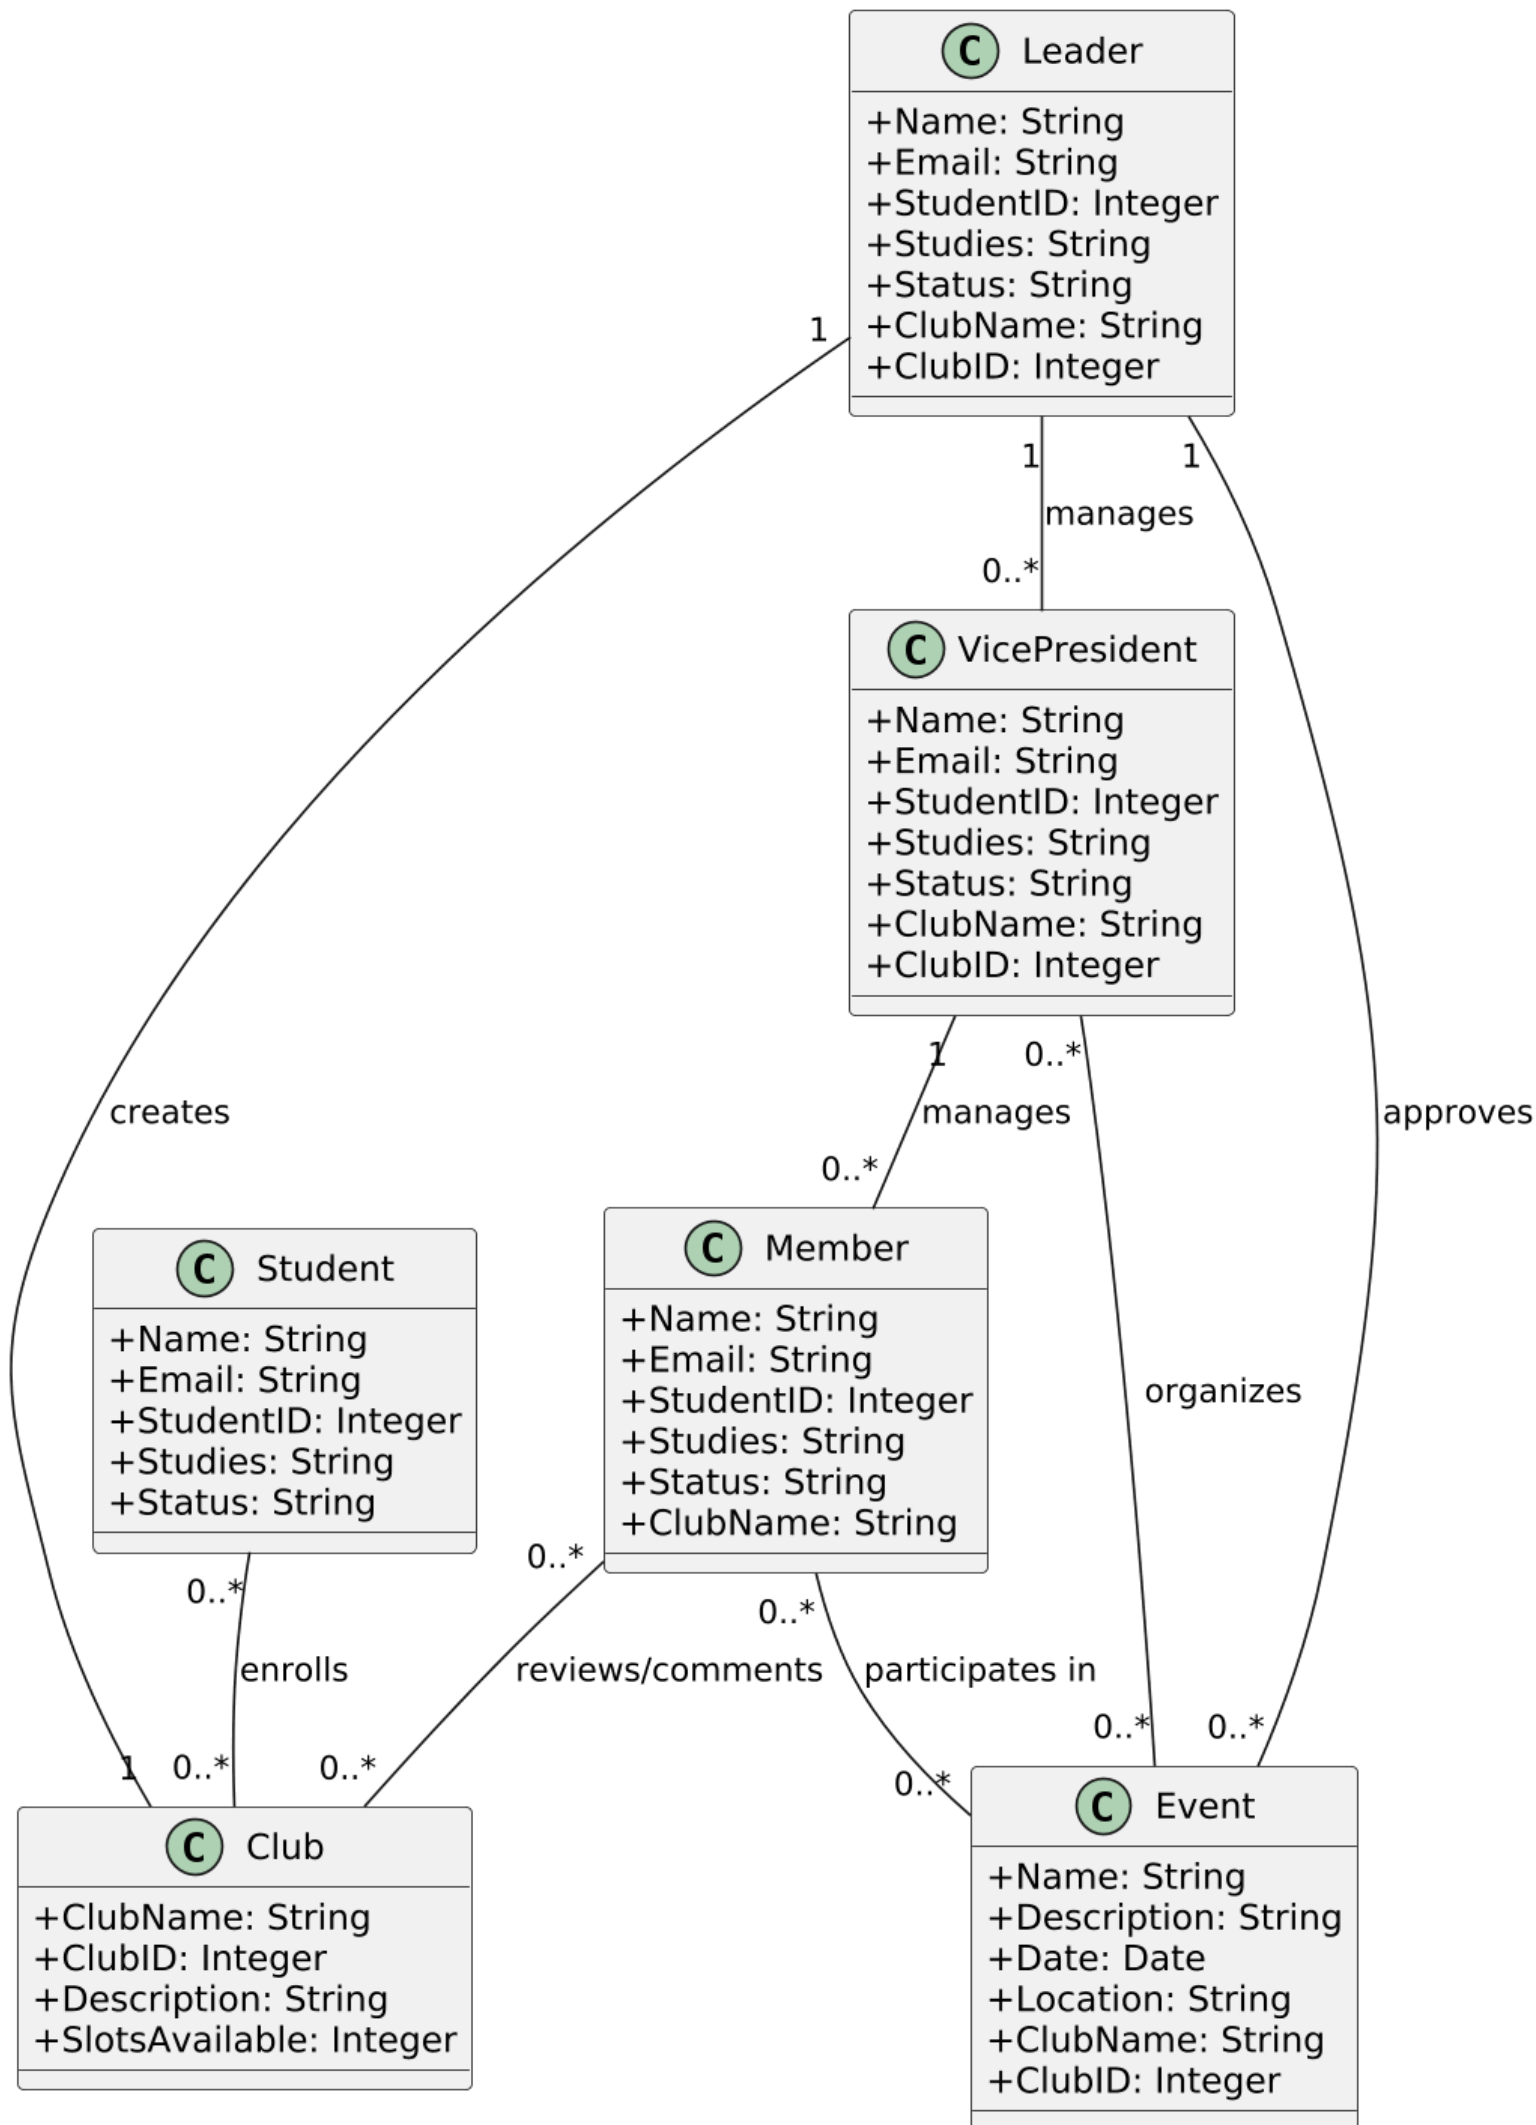 C Leader
+Name: String
+Email: String
+StudentID: Integer
+Studies: String
+Status: String
+ClubName: String
+ClubID: Integer
1
1
1
manages
0..*
C VicePresident
+Name: String
+Email: String
+StudentID: Integer
+Studies: String
+Status: String
+ClubName: String
+ClubID: Integer
1
0..*
creates
manages
approves
0..*
C Student
+Name: String
+Email: String
+StudentID: Integer
+Studies: String
+Status: String
C Member
+Name: String
+Email: String
+StudentID: Integer
+Studies: String
+Status: String
+ClubName: String
organizes
0..*
0..*
0..*
enrolls
reviews/comments
participates in
1
0..*
0..*
0..*
0..*
0..*
C Club
+ClubName: String
+ClubID: Integer
+Description: String
+SlotsAvailable: Integer
C Event
+Name: String
+Description: String
+Date: Date
+Location: String
+ClubName: String
+ClubID: Integer